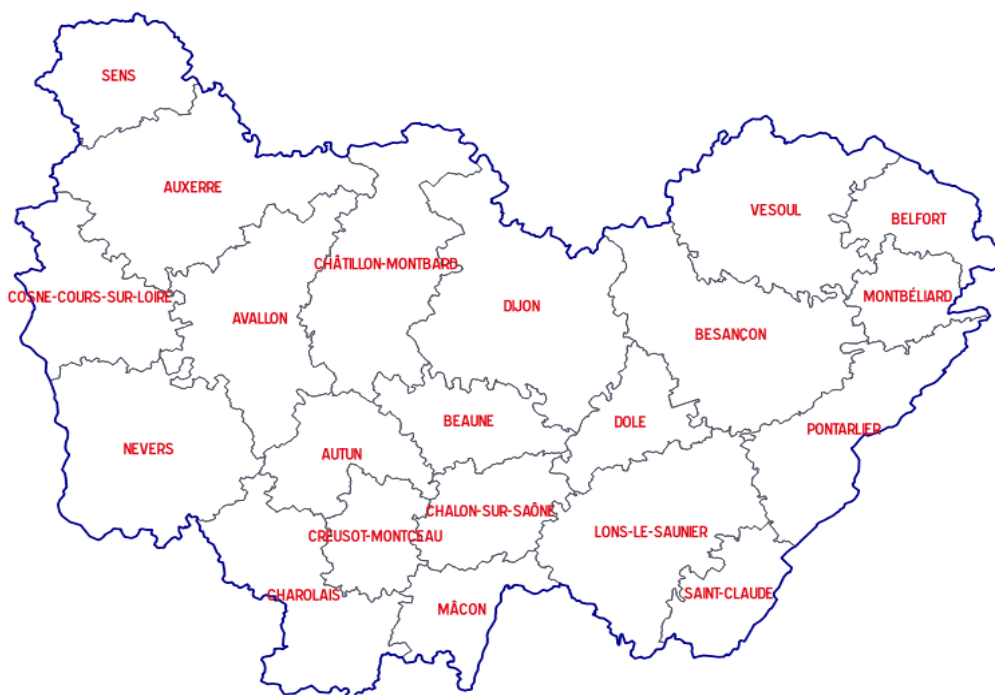 SENS
AUXERRE
VESOUL
BELFORT
CHÂTILLON-MONTBARD
COSNE-COURS-SUR-LOIRE
MONTBÉLIARD
AVALLON
DIJON
BESANÇON
BEAUNE
DOLE
PONTARLIER
NEVERS
AUTUN
CHALON-SUR-SAÔNE
CREUSOT-MONTCEAU
LONS-LE-SAUNIER
CHAROLAIS
SAINT-CLAUDE
MÂCON